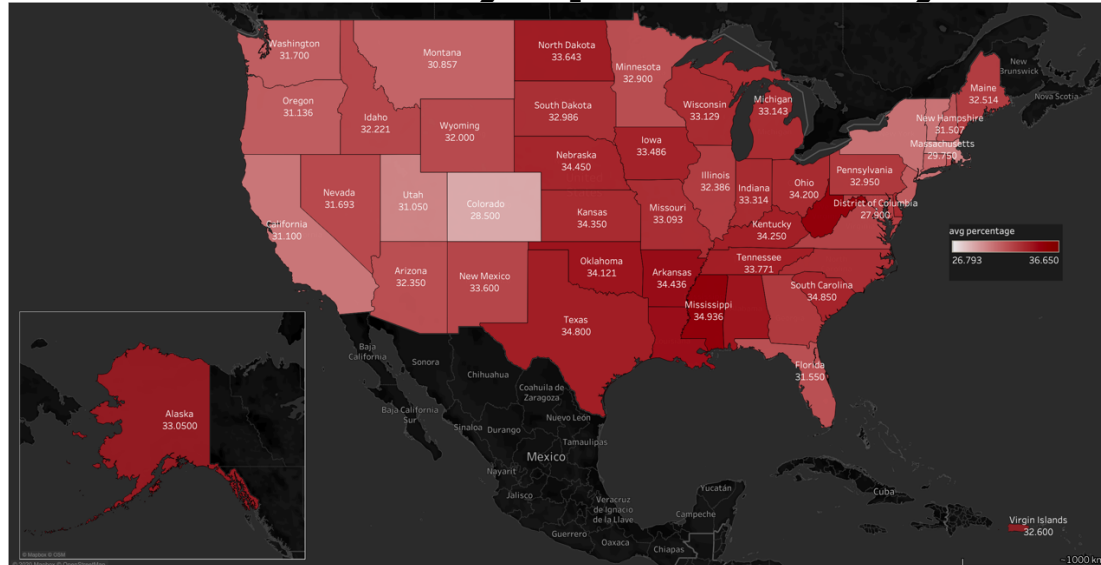 Washington
31.700
Montana
30.857
North Dakota
33.643
Minnesota
32.900
Maine
32.514
New
Brunswick
Nova Scotia
Oregon
31.136
Idaho
32.221
Wyoming
32.000
South Dakota
32.986
Wisconsin
33.129
Michigan
33.143
New Hampshire
31.507
Massachusetts
29.750
Iowa
33.486
Nebraska
34.450
Nevada
31.693
Utah
31.050
Colorado
28.500
Illinois
32.386
Indiana
33.314
Ohio
34.200
Pennsylvania
32.950
District of Columbia
27.900
California
31.100
Kansas
34.350
Missouri
33.093
Kentucky
34.250
Tennessee
33.771
avg percentage
26.793 36.650
Arizona
32.350
New Mexico
33.600
Oklahoma
34.121
Arkansas
34.436
South Carolina
34.850
Mississippi
34.936
Texas
34.800
Florida
31.550
Baja
California
Sonora
Chihuahua
Coahuila de
Zaragoza
Baja California
Sur
Sinaloa
Durango
Nuevo León
Tamaulipas
Mexico
Nayarit
Jalisco
Veracruz
de Ignacio
de la Llave
Yucatán
Campeche
Guerrero
Oaxaca
Chiapas
Cuba
Alaska
33.0500
Virgin Islands
32.600
© Mapbox © OSM
© 2020 Mapbox © OpenStreetMap
~1000 km